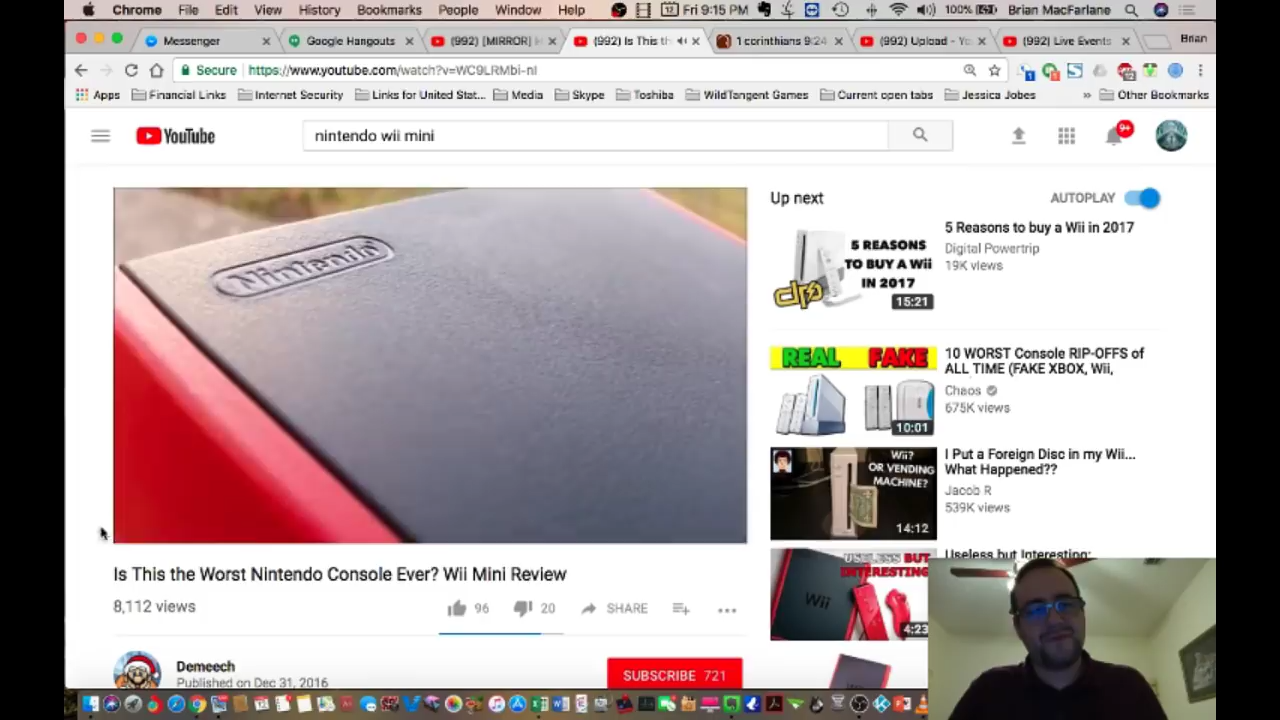 Chrome File Edit View History Bookmarks People Window Help 12 Fri 9:15 PM 100% Brian MacFarlane
Messenger Google Hangouts (992) [MIRROR] H (992) Is This th 1 corinthians 9:24 (992) Upload - Yo (992) Live Events Brian
Secure https://www.youtube.com/watch?v=WC9LRMbi-nI
Apps Financial Links Internet Security Links for United Stat... Media Skype Toshiba WildTangent Games Current open tabs Jessica Jobes » Other Bookmarks
YouTube nintendo wii mini 9+
Nintendo
Up next AUTOPLAY
5 REASONS
TO BUY A Wii
IN 2017
15:21
5 Reasons to buy a Wii in 2017
Digital Powertrip
19K views
REAL FAKE
10:01
10 WORST Console RIP-OFFS of
ALL TIME (FAKE XBOX, Wii,
Chaos
675K views
Wii?
OR VENDING
MACHINE?
14:12
I Put a Foreign Disc in my Wii...
What Happened??
Jacob R
539K views
USELESS BUT
INTERESTING
Wii
4:23
Useless but Interesting:
Is This the Worst Nintendo Console Ever? Wii Mini Review
8,112 views
96 20 SHARE
Demeech
Published on Dec 31, 2016
SUBSCRIBE 721